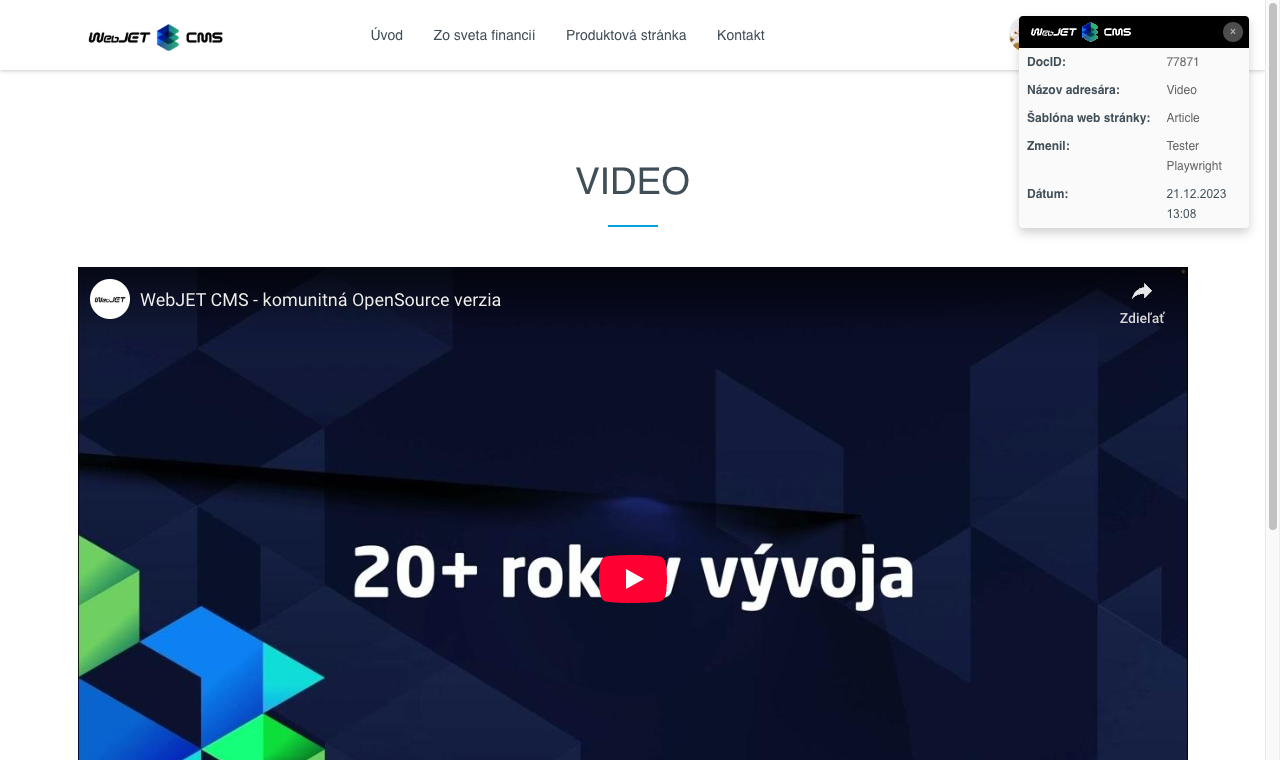 WebJET CMS
Úvod
Zo sveta financií
Produktová stránka
Kontakt
WebJET CMS
×
DocID: 77871
Názov adresára: Video
Šablóna web stránky: Article
Zmenil: Tester
Playwright
Dátum: 21.12.2023
13:08
VIDEO
WebJET
WebJET CMS - komunitná OpenSource verzia
Zdieľať
20+ rokov vývoja